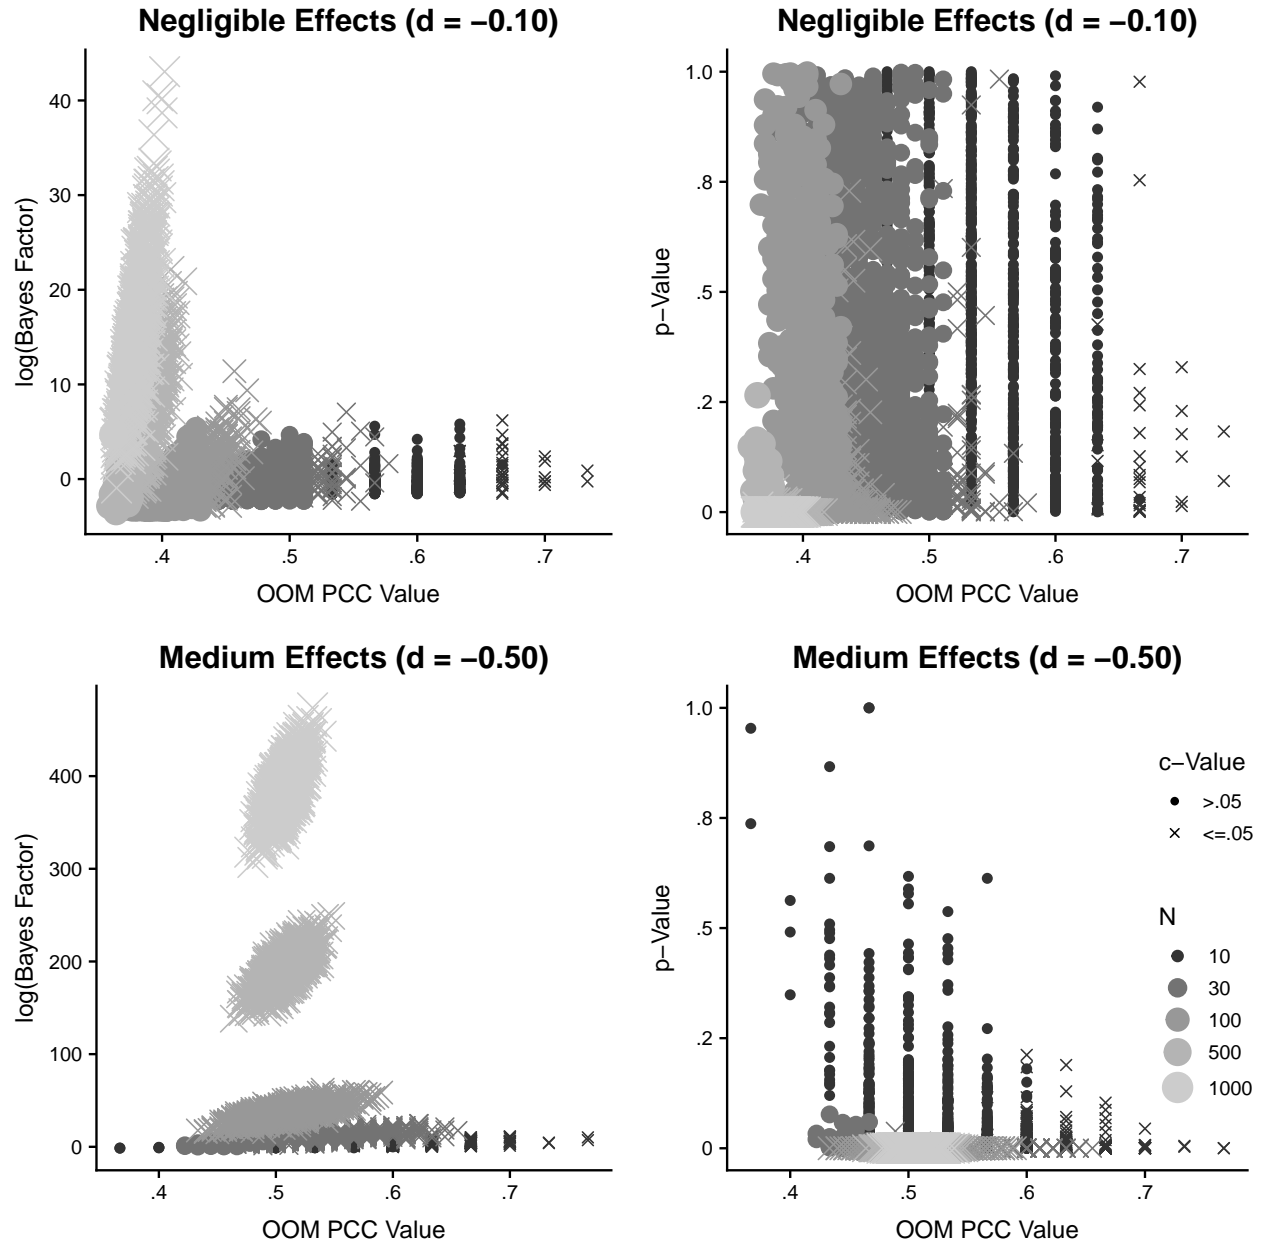 Negligible Effects (d = −0.10)
40
30
20
10
0
log(Bayes Factor)
.4 .5 .6 .7
OOM PCC Value
Negligible Effects (d = −0.10)
1.0
.8
.5
.2
0
p−Value
.4 .5 .6 .7
OOM PCC Value
Medium Effects (d = −0.50)
400
300
200
100
0
log(Bayes Factor)
.4 .5 .6 .7
OOM PCC Value
Medium Effects (d = −0.50)
1.0
.8
.5
.2
0
p−Value
.4 .5 .6 .7
OOM PCC Value
c−Value
>.05
<=.05
N
10
30
100
500
1000